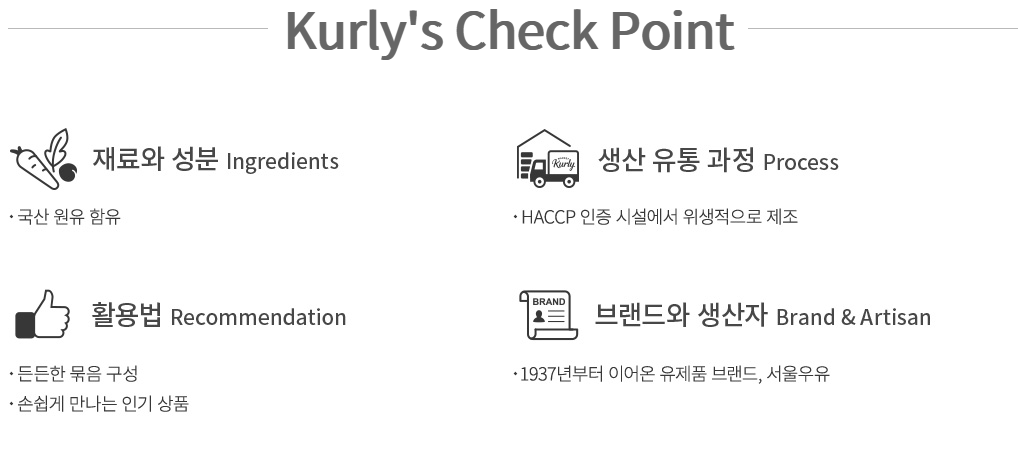 Kurly's Check Point
재료와 성분 Ingredients
· 국산 원유 함유
Kurly
생산 유통 과정 Process
· HACCP 인증 시설에서 위생적으로 제조
활용법 Recommendation
· 든든한 묶음 구성
· 손쉽게 만나는 인기 상품
BRAND
브랜드와 생산자 Brand & Artisan
· 1937년부터 이어온 유제품 브랜드, 서울우유